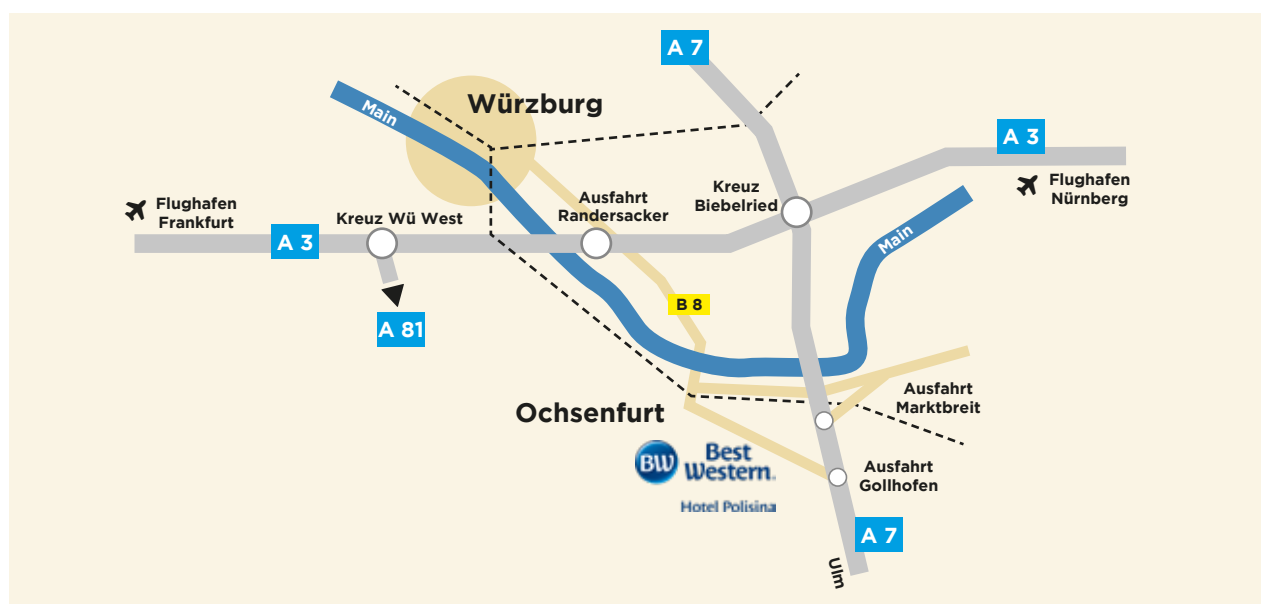 A 7
Würzburg
Main
A 3
Flughafen
Nürnberg
Kreuz
Biebelried
Ausfahrt
Randersacker
Flughafen
Frankfurt
Kreuz Wü West
A 3
Main
B 8
A 81
Ausfahrt
Marktbreit
Ochsenfurt
BW
Best
Western.
Hotel Polisina
Ausfahrt
Gollhofen
A 7
Ulm